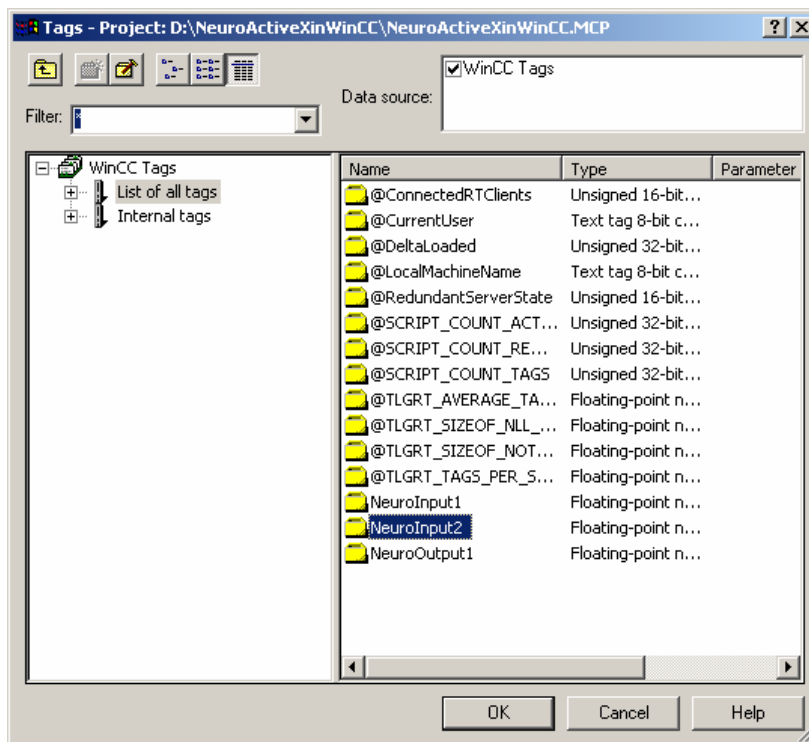 Tags - Project: D:\NeuroActiveXinWinCC\NeuroActiveXinWinCC.MCP
WinCC Tags
Data source:
Filter: *
WinCC Tags
List of all tags
Internal tags
Name Type Parameter
@ConnectedRTClients Unsigned 16-bit...
@CurrentUser Text tag 8-bit c...
@DeltaLoaded Unsigned 32-bit...
@LocalMachineName Text tag 8-bit c...
@RedundantServerState Unsigned 16-bit...
@SCRIPT_COUNT_ACT... Unsigned 32-bit...
@SCRIPT_COUNT_RE... Unsigned 32-bit...
@SCRIPT_COUNT_TAGS Unsigned 32-bit...
@TLGRT_AVERAGE_TA... Floating-point n...
@TLGRT_SIZEOF_NLL_... Floating-point n...
@TLGRT_SIZEOF_NOT... Floating-point n...
@TLGRT_TAGS_PER_S... Floating-point n...
NeuroInput1 Floating-point n...
NeuroInput2 Floating-point n...
NeuroOutput1 Floating-point n...
OK Cancel Help